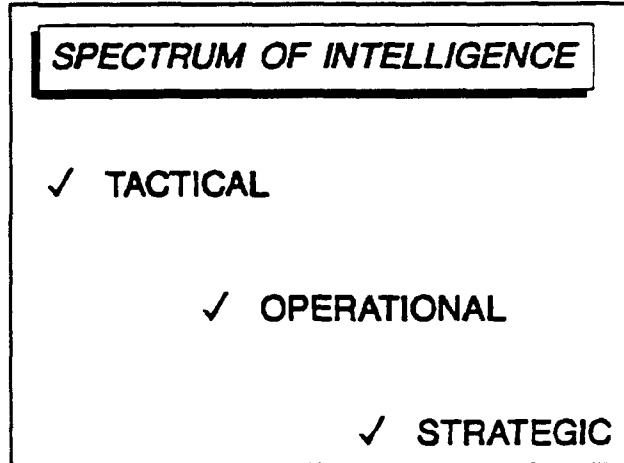 SPECTRUM OF INTELLIGENCE
✓ TACTICAL
✓ OPERATIONAL
✓ STRATEGIC